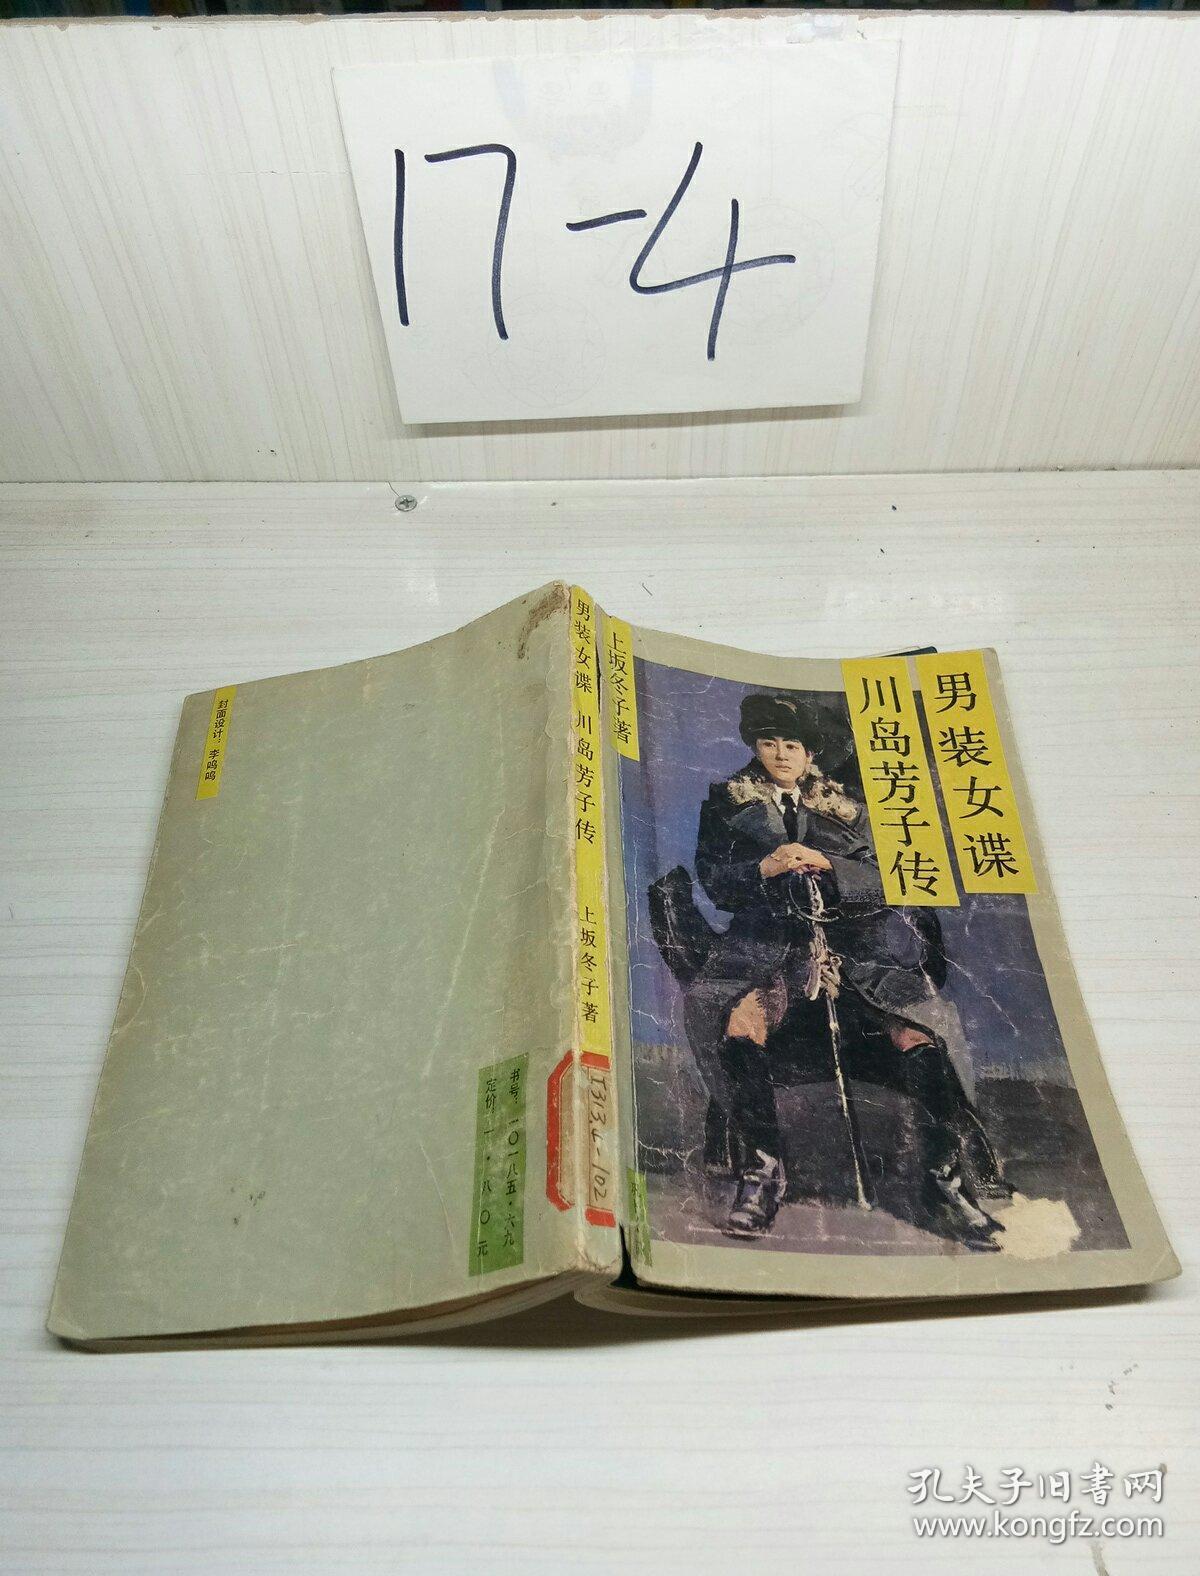 17-4
封面设计：李鸣鸣
男装女谍 川岛芳子传
上坂冬子著
上坂冬子著
男装女谍
川岛芳子传
书号：一〇一八五·六九
定价：一·八〇元
I313.4-102
孔夫子旧书网
www.kongfz.com